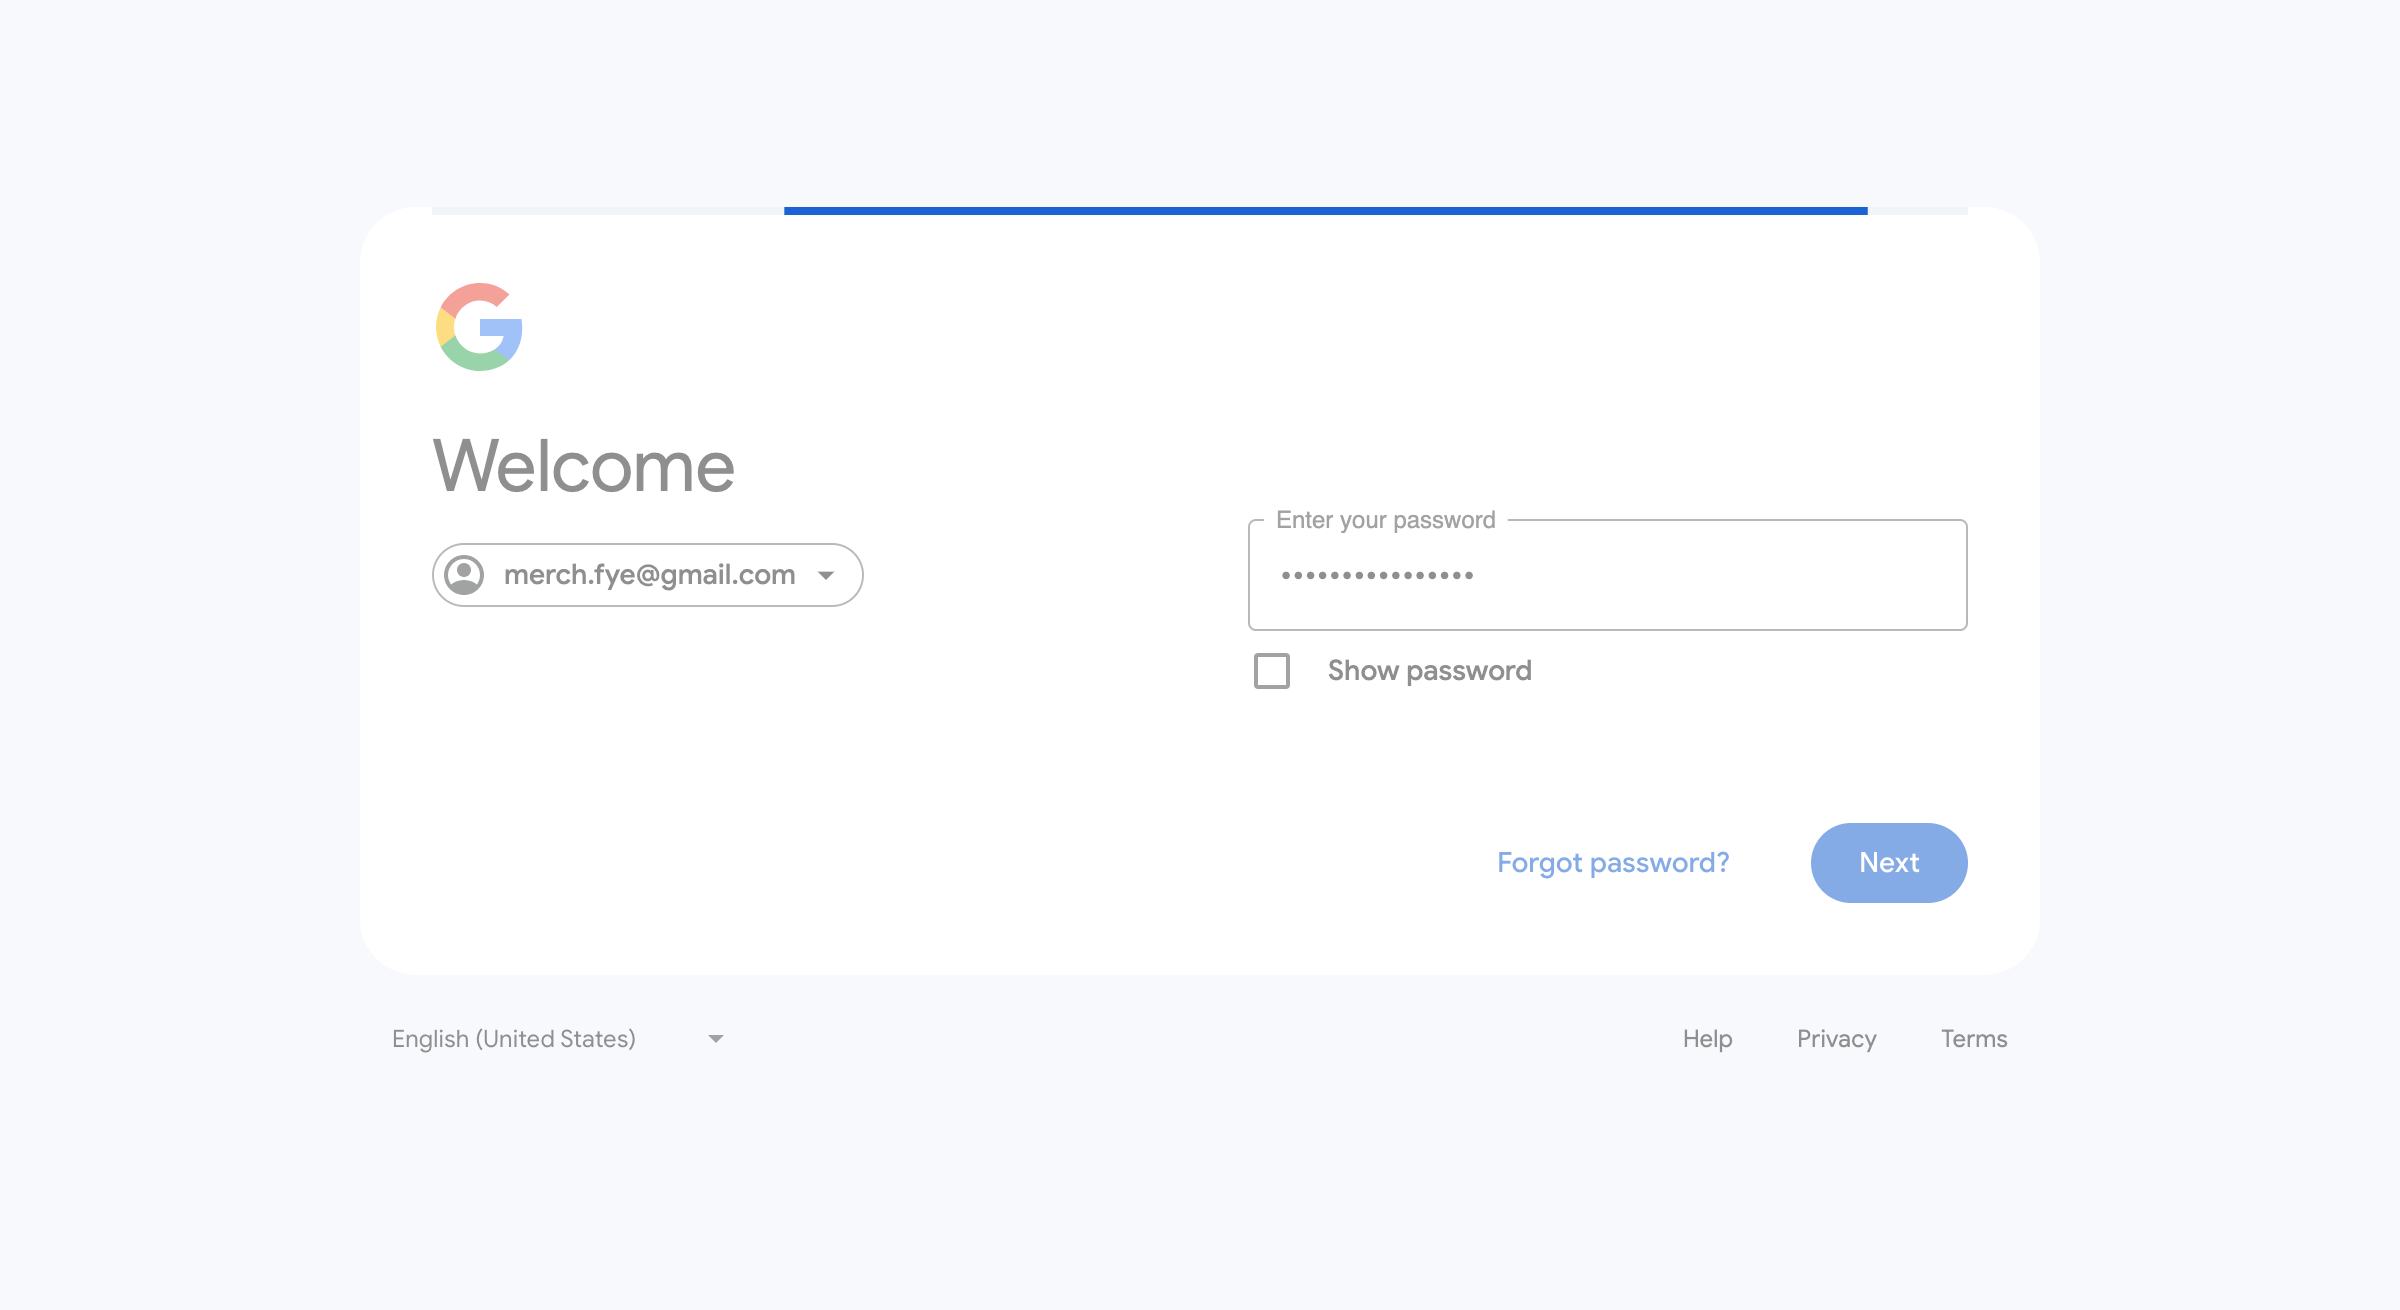 Welcome
merch.fye@gmail.com
Enter your password
••••••••••••••••
Show password
Forgot password?
Next
English (United States)
Help
Privacy
Terms